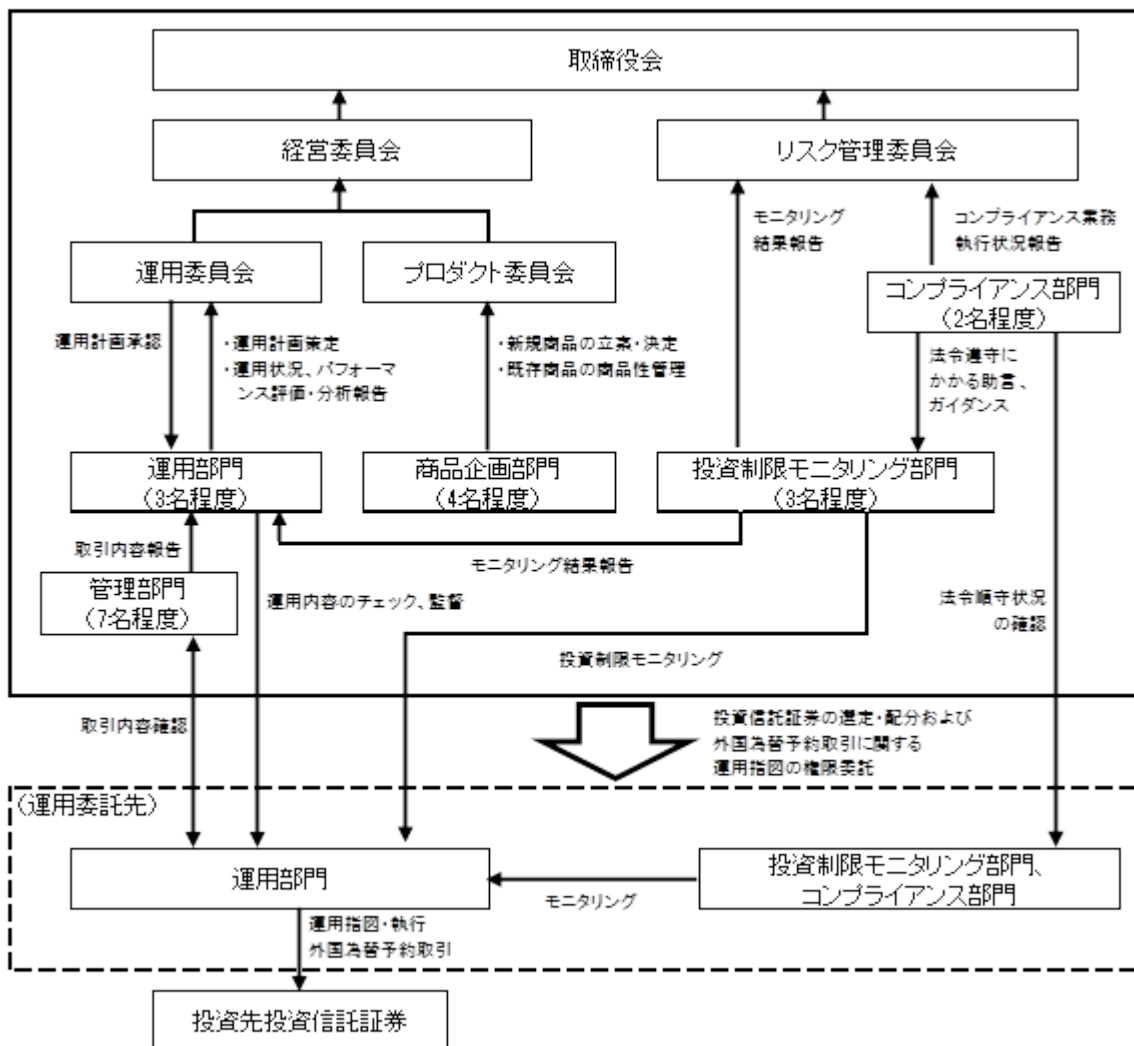 取締役会
経営委員会
リスク管理委員会
モニタリング
結果報告
コンプライアンス業務
執行状況報告
運用委員会
プロダクト委員会
コンプライアンス部門
(2名程度)
運用計画承認
・運用計画策定
・運用状況、パフォーマ
ンス評価・分析報告
・新規商品の立案・決定
・既存商品の商品性管理
法令遵守に
かかる助言、
ガイダンス
運用部門
(3名程度)
商品企画部門
(4名程度)
投資制限モニタリング部門
(3名程度)
取引内容報告
モニタリング結果報告
管理部門
(7名程度)
運用内容のチェック、監督
法令順守状況
の確認
投資制限モニタリング
取引内容確認
投資信託証券の選定・配分および
外国為替予約取引に関する
運用指図の権限委託
(運用委託先)
運用部門
モニタリング
投資制限モニタリング部門、
コンプライアンス部門
運用指図・執行
外国為替予約取引
投資先投資信託証券